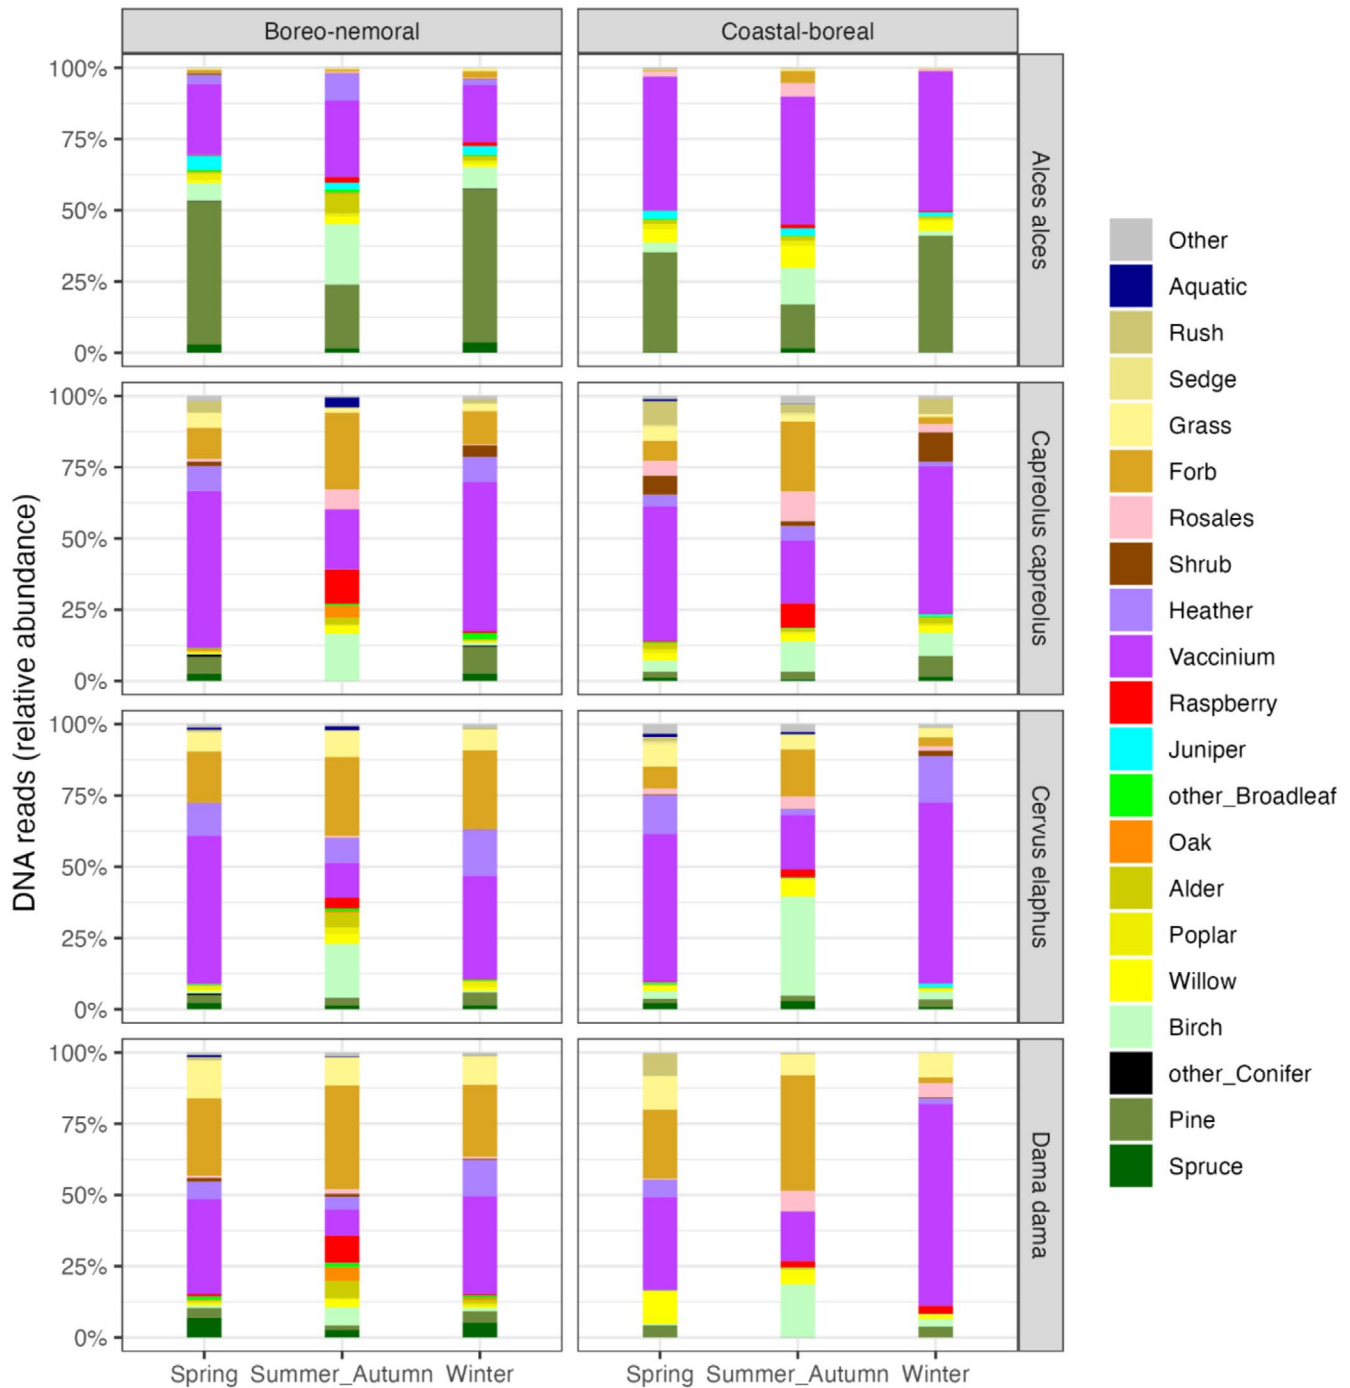 Boreo-nemoral
Coastal-boreal
DNA reads (relative abundance)
100%
75%
50%
25%
0%
Alces alces
100%
75%
50%
25%
0%
Capreolus capreolus
100%
75%
50%
25%
0%
Cervus elaphus
100%
75%
50%
25%
0%
Dama dama
Spring Summer_Autumn Winter
Spring Summer_Autumn Winter
Other
Aquatic
Rush
Sedge
Grass
Forb
Rosales
Shrub
Heather
Vaccinium
Raspberry
Juniper
other_Broadleaf
Oak
Alder
Poplar
Willow
Birch
other_Conifer
Pine
Spruce